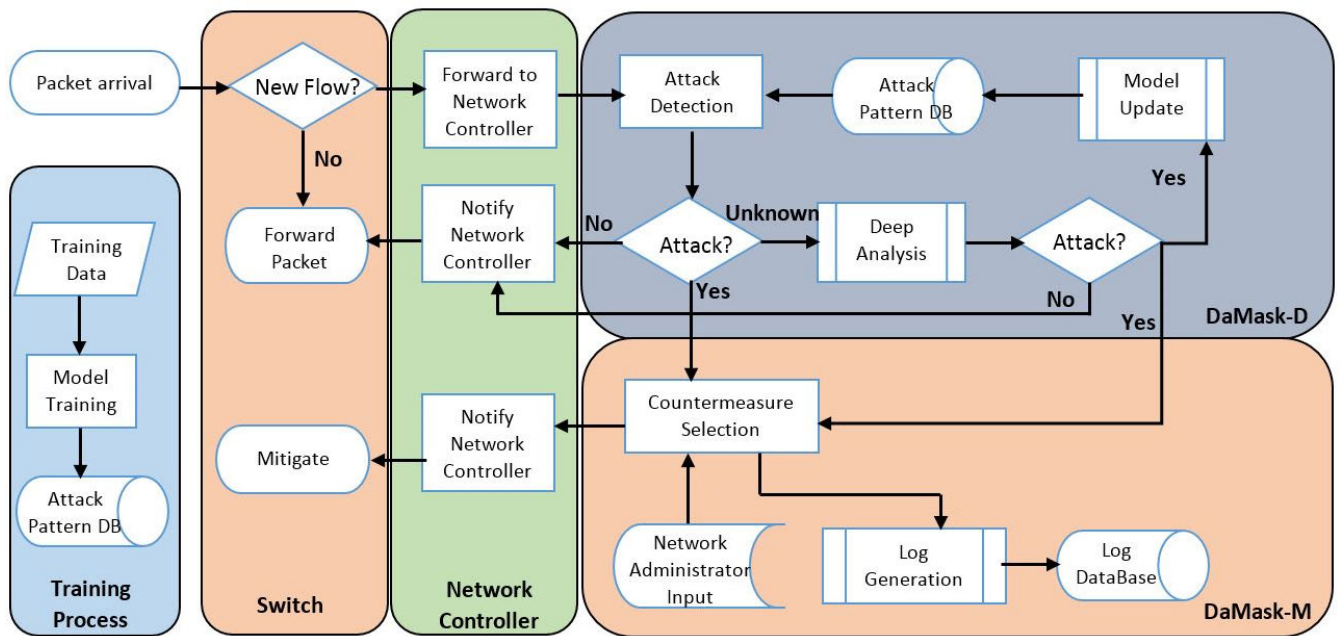 Packet arrival
New Flow?
No
Forward
Packet
Mitigate
Switch
Training
Data
Model
Training
Attack
Pattern DB
Training
Process
Forward to
Network
Controller
Notify
Network
Controller
Notify
Network
Controller
Network
Controller
Attack
Detection
Attack
Pattern DB
Model
Update
Yes
No
Attack?
Unknown
Deep
Analysis
Attack?
Yes
No
Yes
DaMask-D
Countermeasure
Selection
Network
Administrator
Input
Log
Generation
Log
DataBase
DaMask-M